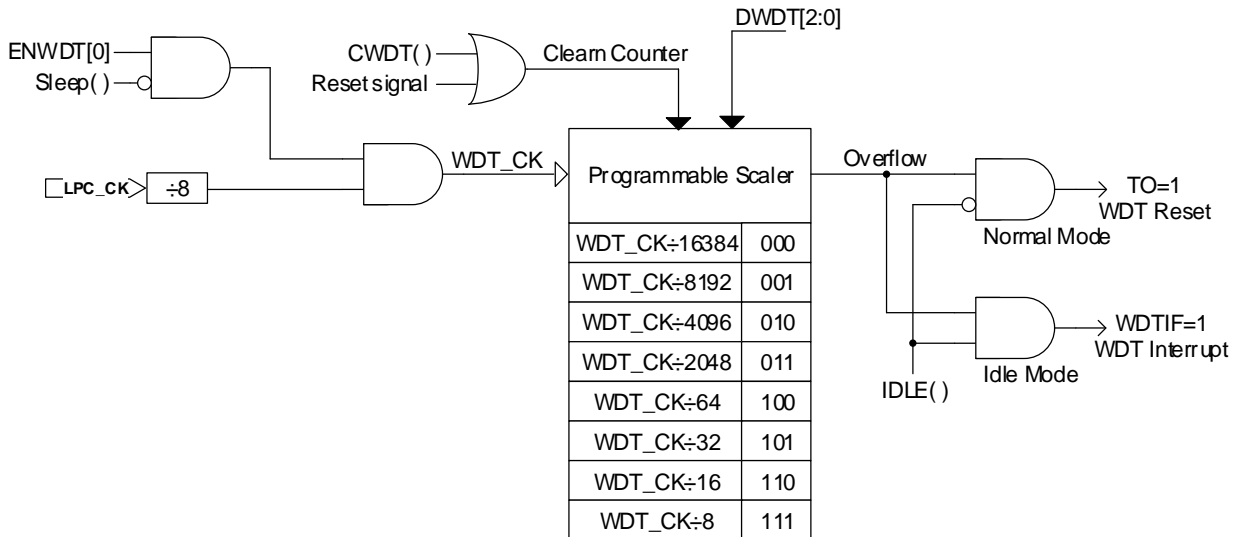 DWDT[2:0]
ENWDT[0]
Sleep( )
CWDT( )
Reset signal
Clearn Counter
LPC_CK
÷8
WDT_CK
Programmable Scaler
Overflow
TO=1
WDT Reset
Normal Mode
WDT_CK÷16384 000
WDT_CK÷8192 001
WDT_CK÷4096 010
WDT_CK÷2048 011
WDT_CK÷64 100
WDT_CK÷32 101
WDT_CK÷16 110
WDT_CK÷8 111
WDTIF=1
WDT Interrupt
Idle Mode
IDLE( )